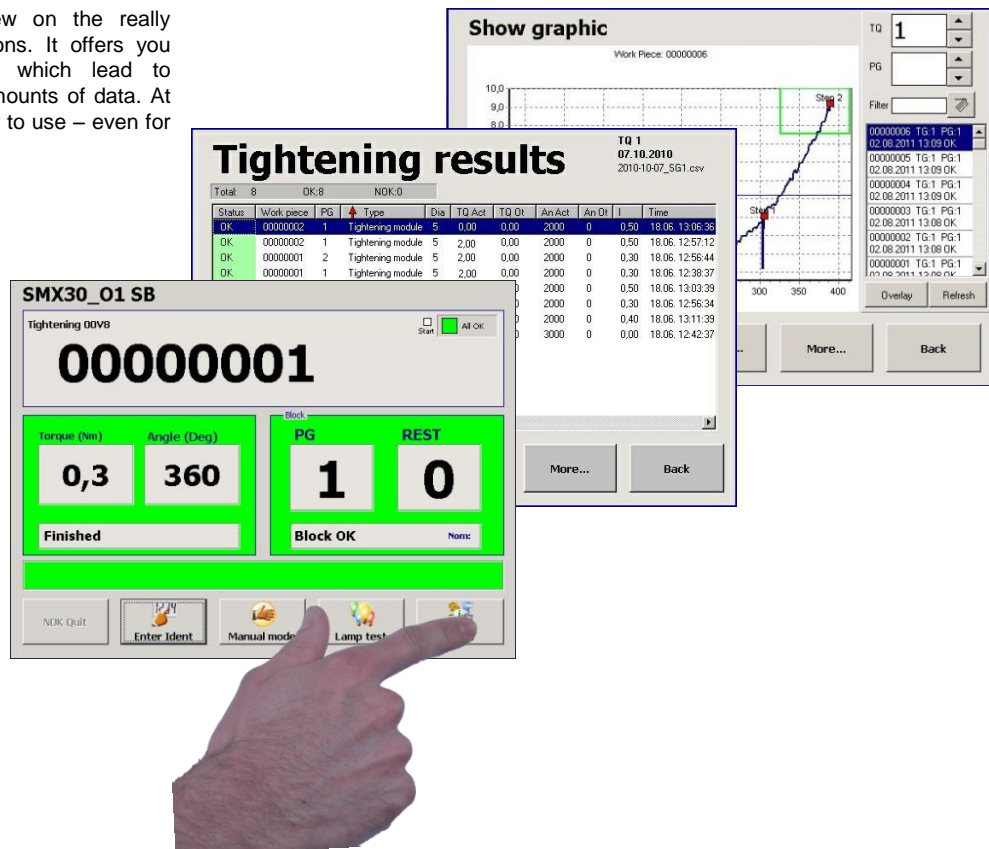 ew on the really
ons. It offers you
which lead to
nounts of data. At
to use – even for
Show graphic
Work Piece: 00000006
10,0
9,0
8,0
Step 2
Step 1
300 350 400
TQ 1
PG
Filter
00000006 TG:1 PG:1
02.08.2011 13:09 OK
00000005 TG:1 PG:1
02.08.2011 13:09 OK
00000004 TG:1 PG:1
02.08.2011 13:09 OK
00000003 TG:1 PG:1
02.08.2011 13:09 OK
00000002 TG:1 PG:1
02.08.2011 13:08 OK
00000001 TG:1 PG:1
02.08.2011 13:08 OK
Overlay Refresh
More... Back
Tightening results
TQ 1
07.10.2010
2010-10-07_SG1.csv
Total: 8 OK:8 NOK:0
Status Work piece PG Type Dia TQ Act TQ Ot An Act An Ot I Time
OK 00000002 1 Tightening module 5 0,00 0,00 2000 0 0,50 18.06. 13:06:36
OK 00000002 1 Tightening module 5 2,00 0,00 2000 0 0,50 18.06. 12:57:12
OK 00000001 2 Tightening module 5 2,00 0,00 2000 0 0,30 18.06. 12:56:44
OK 00000001 1 Tightening module 5 2,00 0,00 2000 0 0,30 18.06. 12:38:37
2000 0 0,50 18.06. 13:03:39
2000 0 0,30 18.06. 12:56:34
2000 0 0,40 18.06. 13:11:39
3000 0 0,00 18.06. 12:42:37
More... Back
SMX30_O1 SB
Tightening 00V8
Start All OK
00000001
Torque (Nm) Angle (Deg)
0,3 360
Finished
Block
PG REST
1 0
Block OK Nom:
NOK Quit
Enter Ident
Manual mode
Lamp test